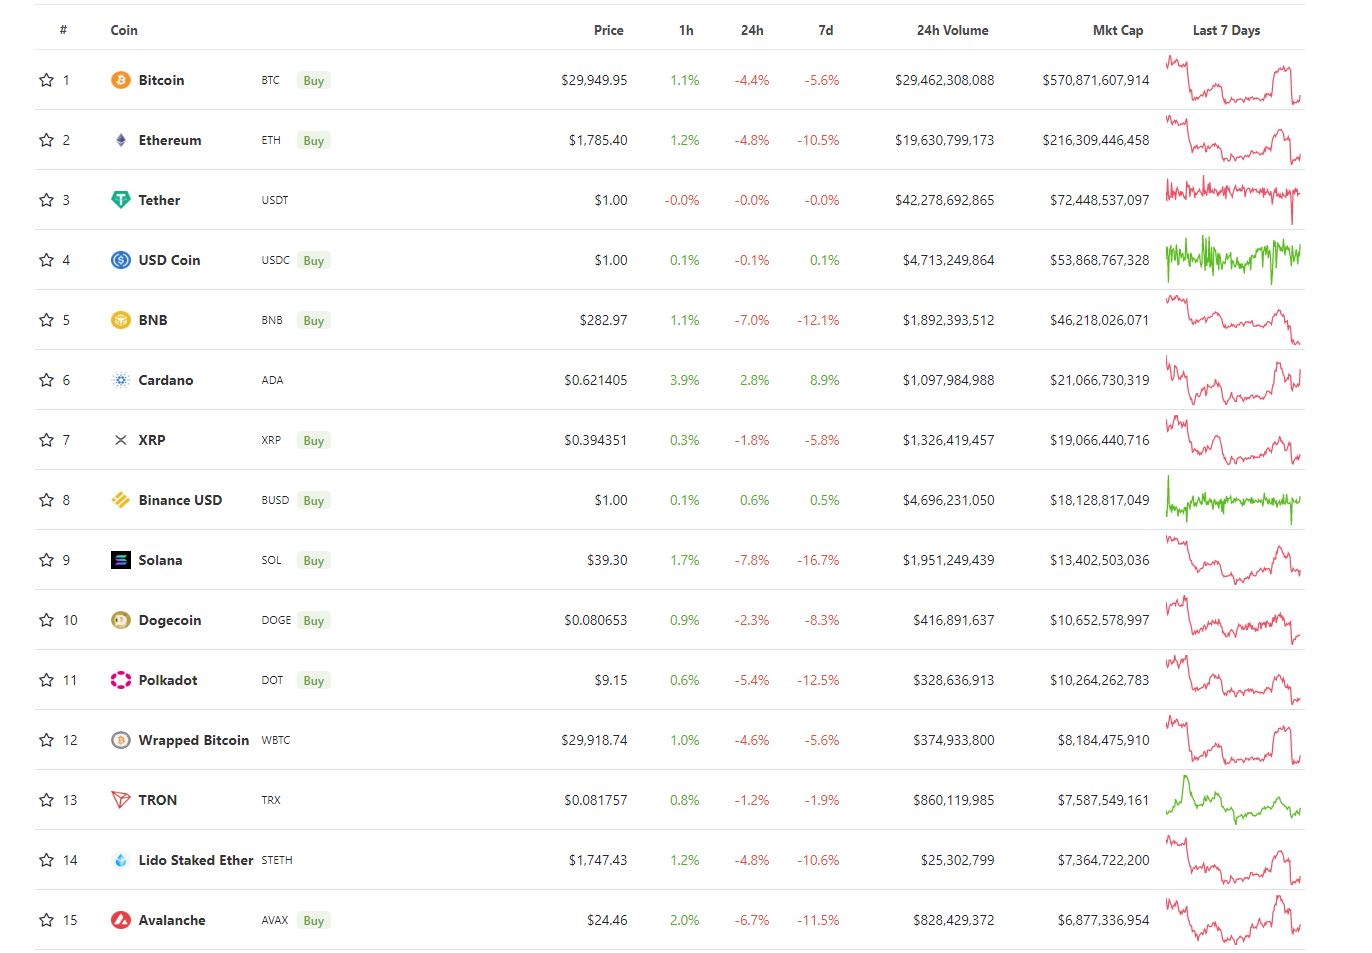 # Coin Price 1h 24h 7d 24h Volume Mkt Cap Last 7 Days
1 Bitcoin BTC Buy $29,949.95 1.1% -4.4% -5.6% $29,462,308,088 $570,871,607,914
2 Ethereum ETH Buy $1,785.40 1.2% -4.8% -10.5% $19,630,799,173 $216,309,446,458
3 Tether USDT $1.00 -0.0% -0.0% -0.0% $42,278,692,865 $72,448,537,097
4 USD Coin USDC Buy $1.00 0.1% -0.1% 0.1% $4,713,249,864 $53,868,767,328
5 BNB BNB Buy $282.97 1.1% -7.0% -12.1% $1,892,393,512 $46,218,026,071
6 Cardano ADA $0.621405 3.9% 2.8% 8.9% $1,097,984,988 $21,066,730,319
7 XRP XRP Buy $0.394351 0.3% -1.8% -5.8% $1,326,419,457 $19,066,440,716
8 Binance USD BUSD Buy $1.00 0.1% 0.6% 0.5% $4,696,231,050 $18,128,817,049
9 Solana SOL Buy $39.30 1.7% -7.8% -16.7% $1,951,249,439 $13,402,503,036
10 Dogecoin DOGE Buy $0.080653 0.9% -2.3% -8.3% $416,891,637 $10,652,578,997
11 Polkadot DOT Buy $9.15 0.6% -5.4% -12.5% $328,636,913 $10,264,262,783
12 Wrapped Bitcoin WBTC $29,918.74 1.0% -4.6% -5.6% $374,933,800 $8,184,475,910
13 TRON TRX $0.081757 0.8% -1.2% -1.9% $860,119,985 $7,587,549,161
14 Lido Staked Ether STETH $1,747.43 1.2% -4.8% -10.6% $25,302,799 $7,364,722,200
15 Avalanche AVAX Buy $24.46 2.0% -6.7% -11.5% $828,429,372 $6,877,336,954